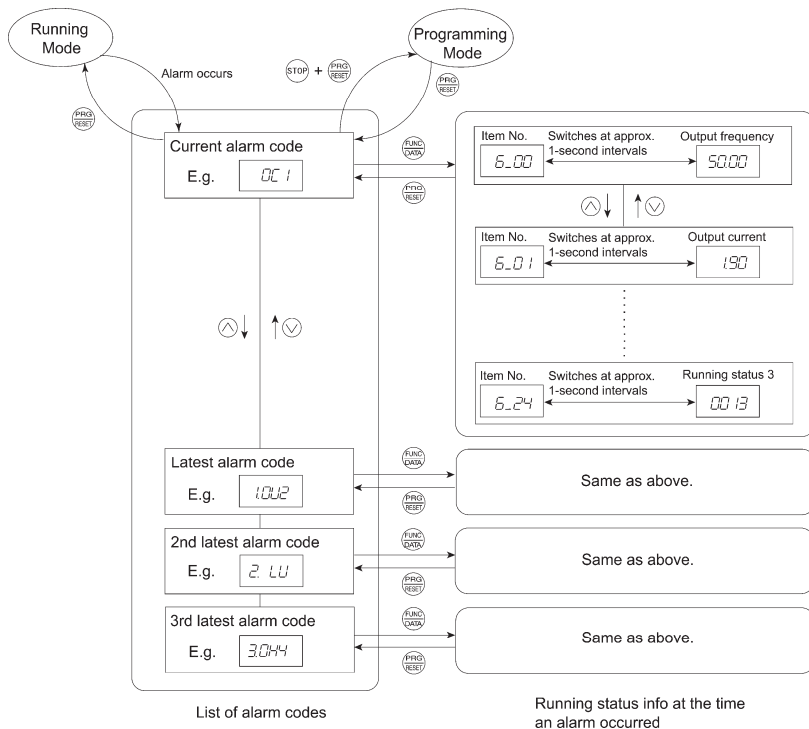 Running
Mode
Programming
Mode
Alarm occurs
STOP + PRG
RESET
PRG
RESET
PRG
RESET
Current alarm code
E.g. OC1
FUNC
DATA
PRG
RESET
Item No. Switches at approx. Output frequency
1-second intervals
6_00 50.00
Item No. Switches at approx. Output current
1-second intervals
6_01 1.90
Item No. Switches at approx. Running status 3
1-second intervals
6_24 0013
Latest alarm code
E.g. 1.OU2
FUNC
DATA
PRG
RESET
Same as above.
2nd latest alarm code
E.g. 2. LU
FUNC
DATA
PRG
RESET
Same as above.
3rd latest alarm code
E.g. 3.OH4
FUNC
DATA
PRG
RESET
Same as above.
List of alarm codes
Running status info at the time
an alarm occurred